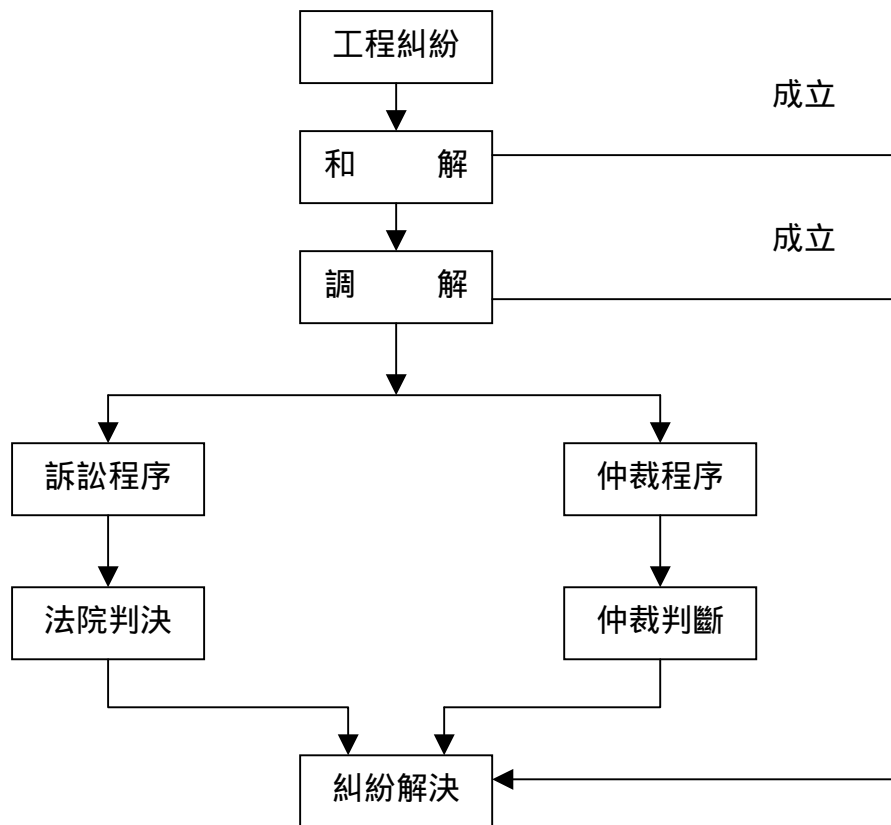 工程糾紛
成立
和 解
成立
調 解
訴訟程序
仲裁程序
法院判決
仲裁判斷
糾紛解決